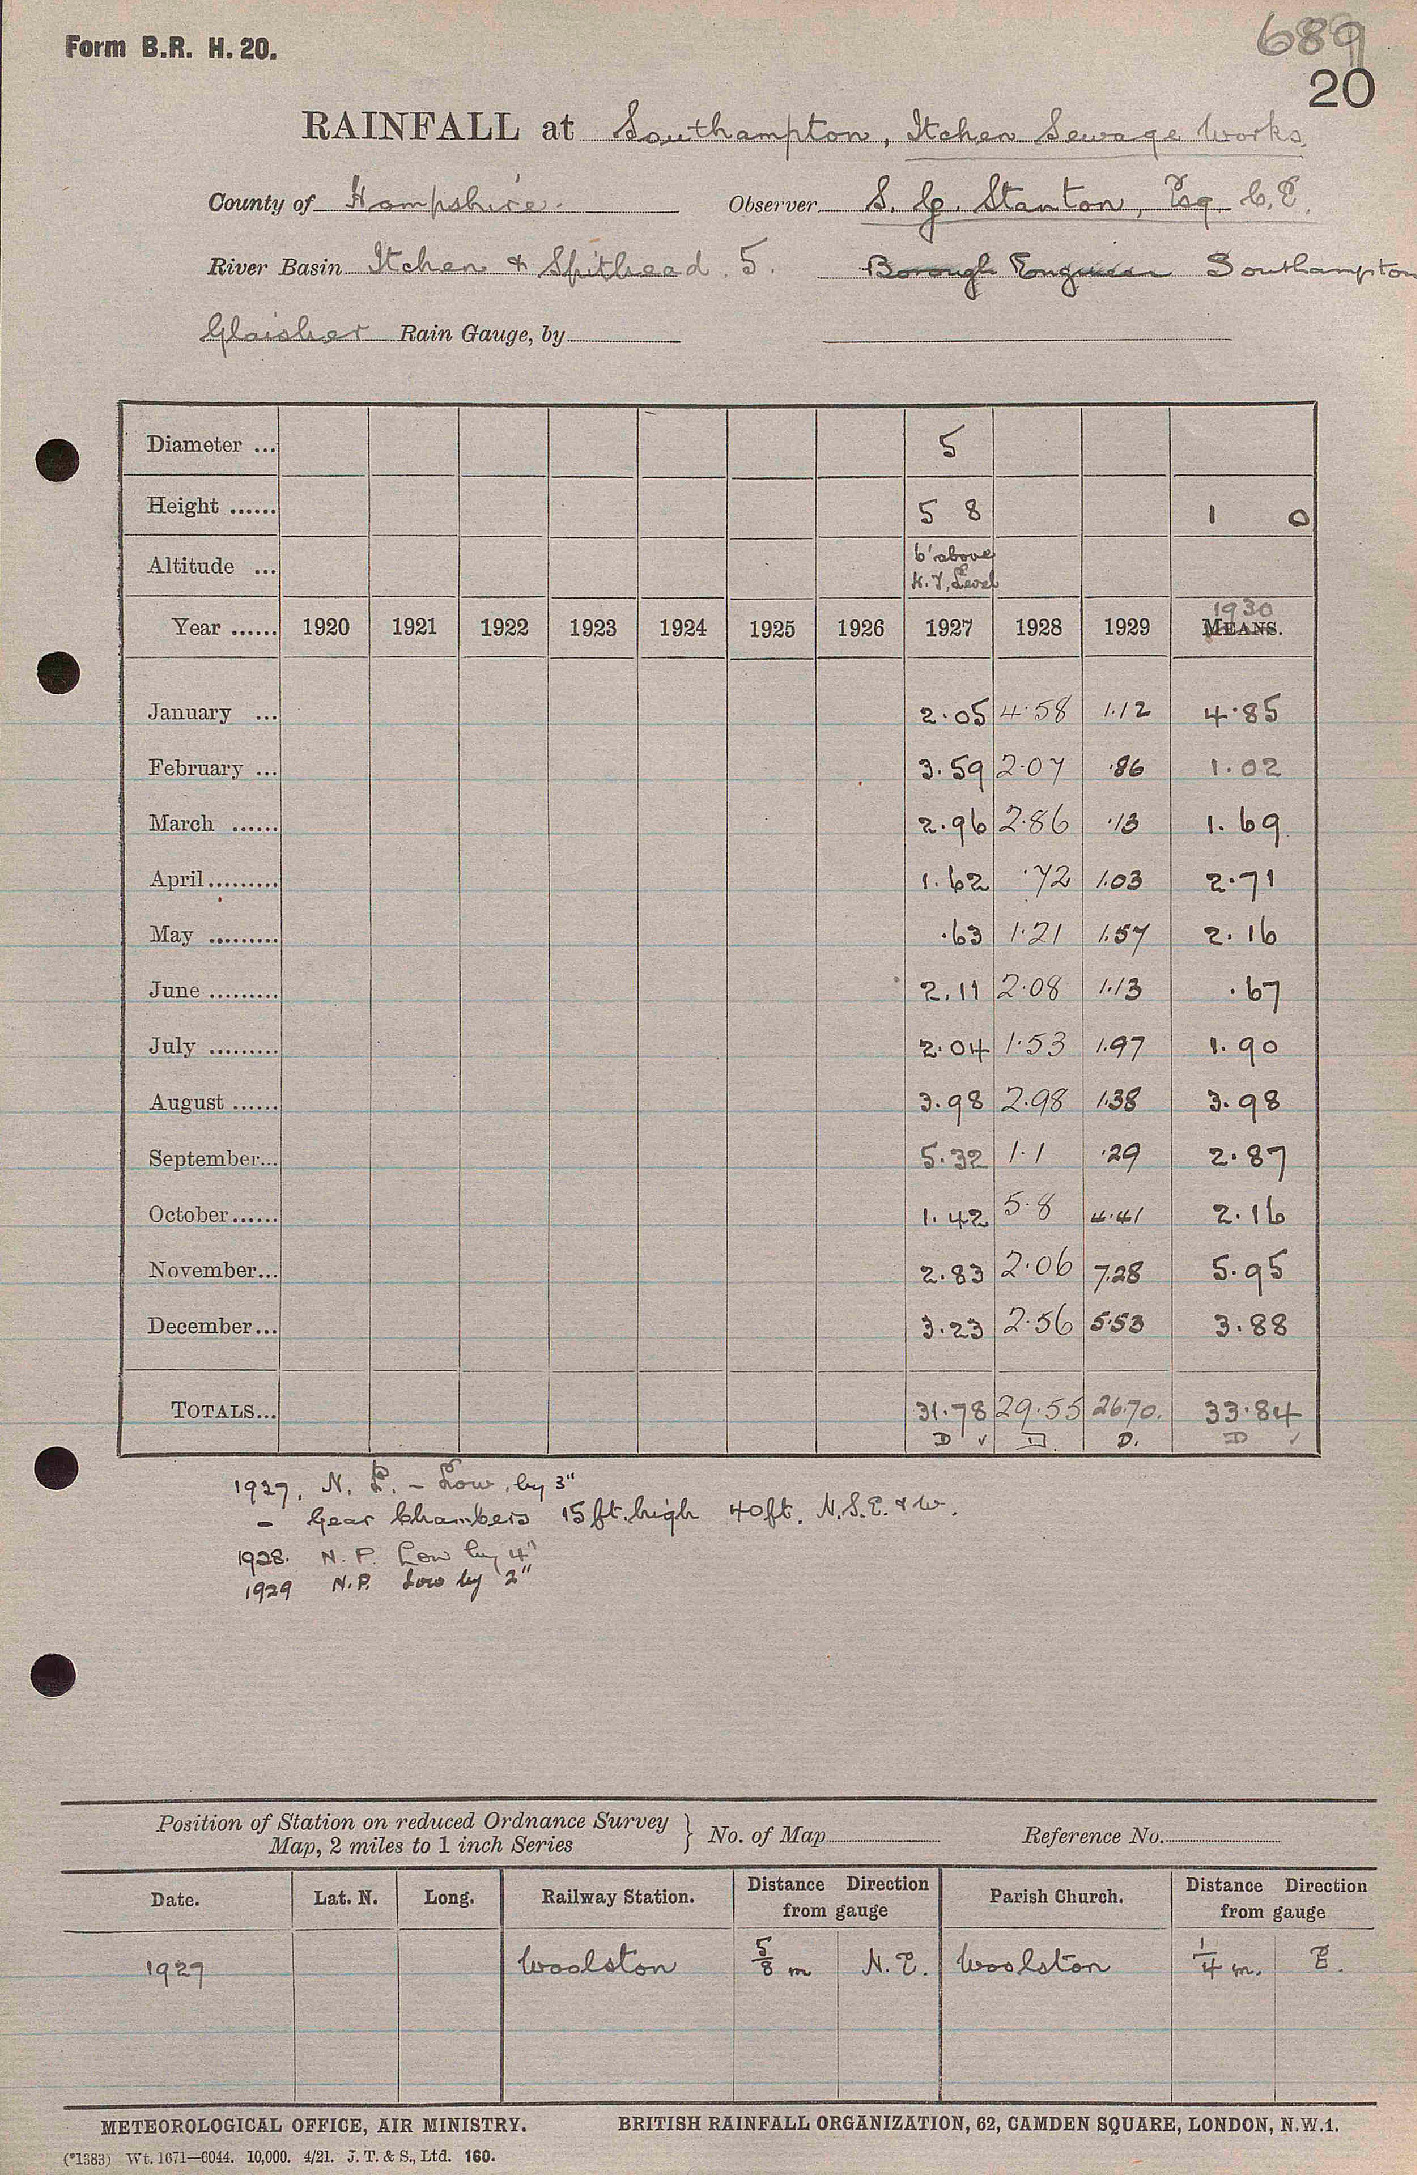 Form B.R. H. 20.
689
20
RAINFALL at Southampton, Itchen Sewage Works
County of Hampshire. Observer S. G. Stanton, Esq. C.E.
River Basin Itchen & Spithead. 5. Borough Engineer Southampton
Glaisher Rain Gauge, by
Diameter ... 5
Height ...... 5 8 1 0
Altitude ... 6' above
H.T. Level
1930
Year ...... 1920 1921 1922 1923 1924 1925 1926 1927 1928 1929 MEANS.
January ... 2.05 4.58 1.12 4.85
February ... 3.59 2.07 .86 1.02
March ...... 2.96 2.86 .13 1.69
April......... 1.62 .72 1.03 2.71
May ......... .63 1.21 1.57 2.16
June ......... 2.11 2.08 1.13 .67
July ......... 2.04 1.53 1.97 1.90
August ...... 3.98 2.98 1.38 3.98
September... 5.32 1.1 .29 2.87
October...... 1.42 5.8 4.41 2.16
November... 2.83 2.06 7.28 5.95
December... 3.23 2.56 5.53 3.88
TOTALS... 31.78 29.55 26.70. 33.84
D ✓ D. D. D ✓
1927. N. P. - Low by 3"
- Gear Chambers 15 ft. high 40 ft. N.S.E. & W.
1928. N.P. Low by 4"
1929 N.P. Low by 2"
Position of Station on reduced Ordnance Survey
Map, 2 miles to 1 inch Series } No. of Map Reference No.
Date. Lat. N. Long. Railway Station. Distance Direction from gauge Parish Church. Distance Direction from gauge
1927 Woolston 5/8 m N.E. Woolston 1/4 m. E.
METEOROLOGICAL OFFICE, AIR MINISTRY. BRITISH RAINFALL ORGANIZATION, 62, CAMDEN SQUARE, LONDON, N.W.1.
(*1383) Wt. 1671—6044. 10,000. 4/21. J. T. & S., Ltd. 160.